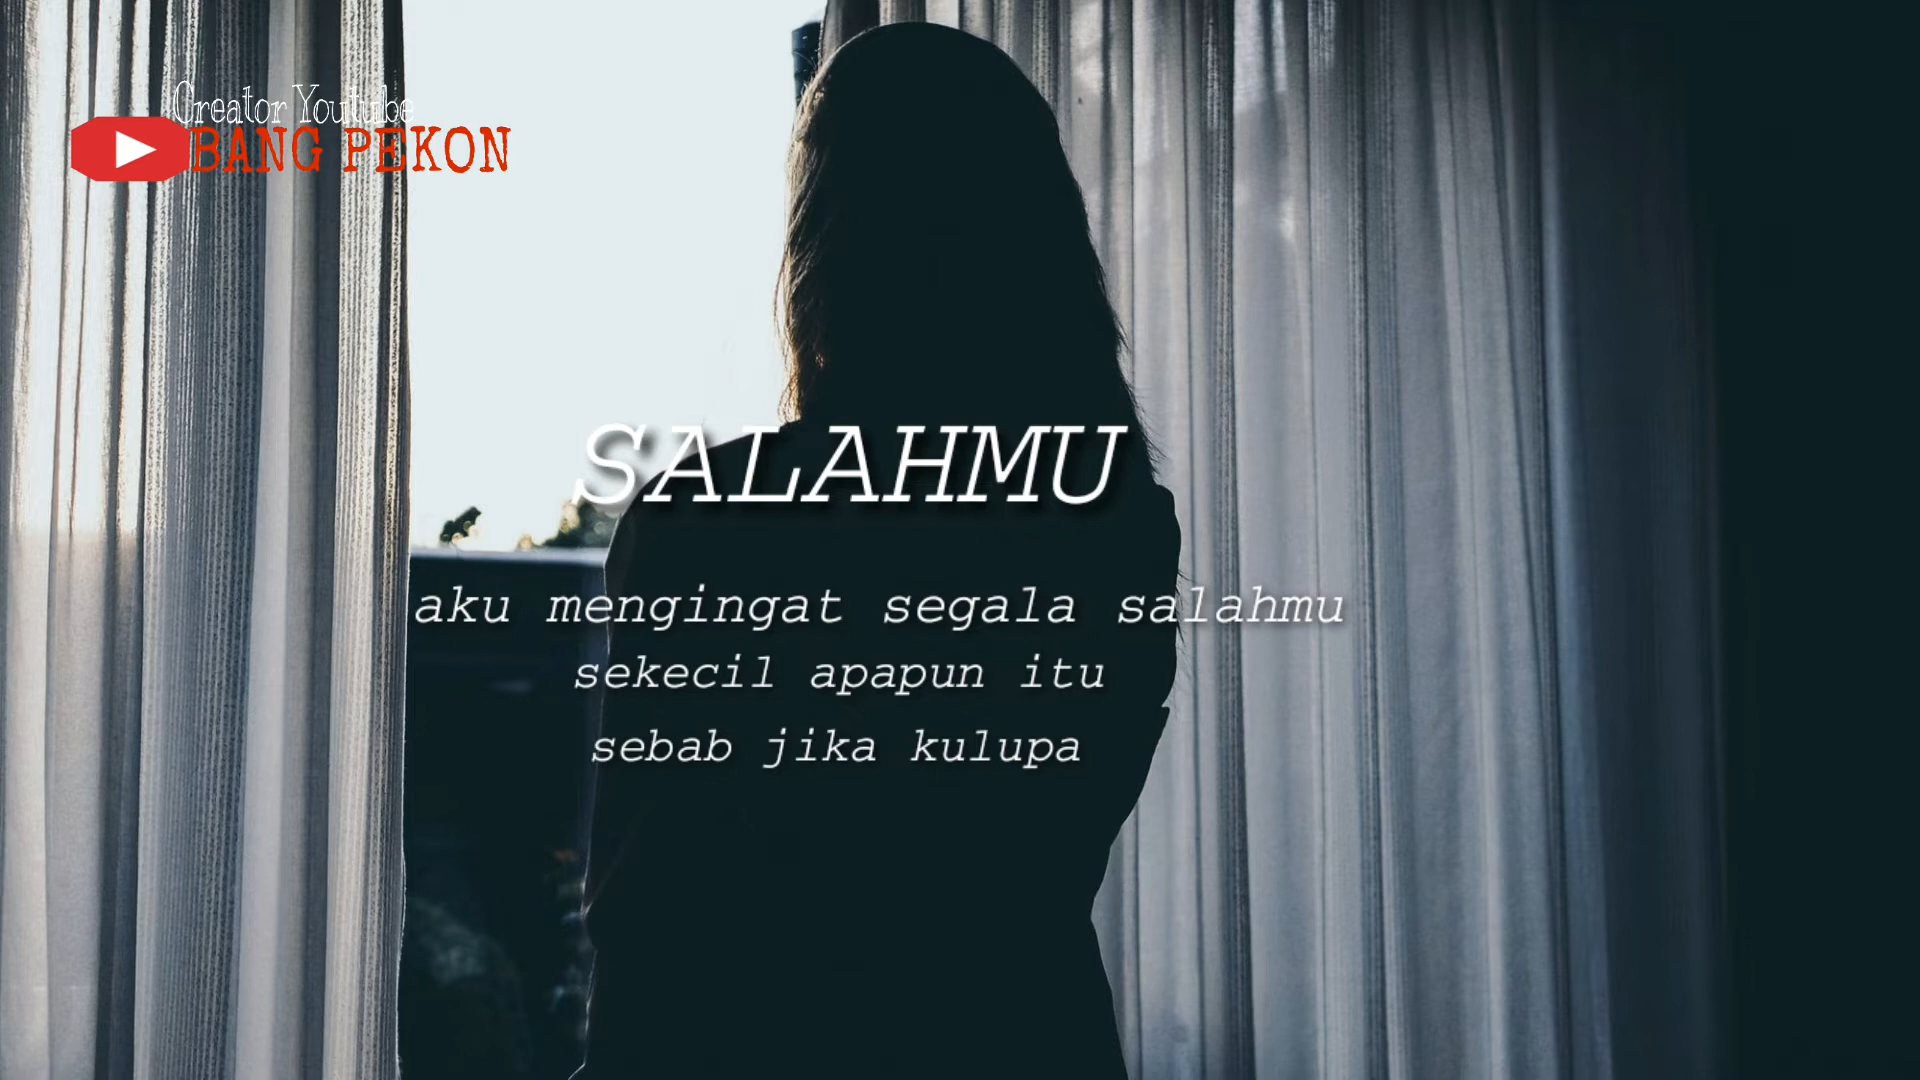 Creator Youtube
BANG PEKON
SALAHMU
aku mengingat segala salahmu
sekecil apapun itu
sebab jika kulupa